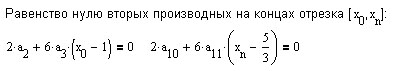 Равенство нулю вторых производных на концах отрезка [x₀,xₙ]:
2·a₂ + 6·a₃·(x₀ − 1) = 0 2·a₁₀ + 6·a₁₁·(xₙ − 5/3) = 0